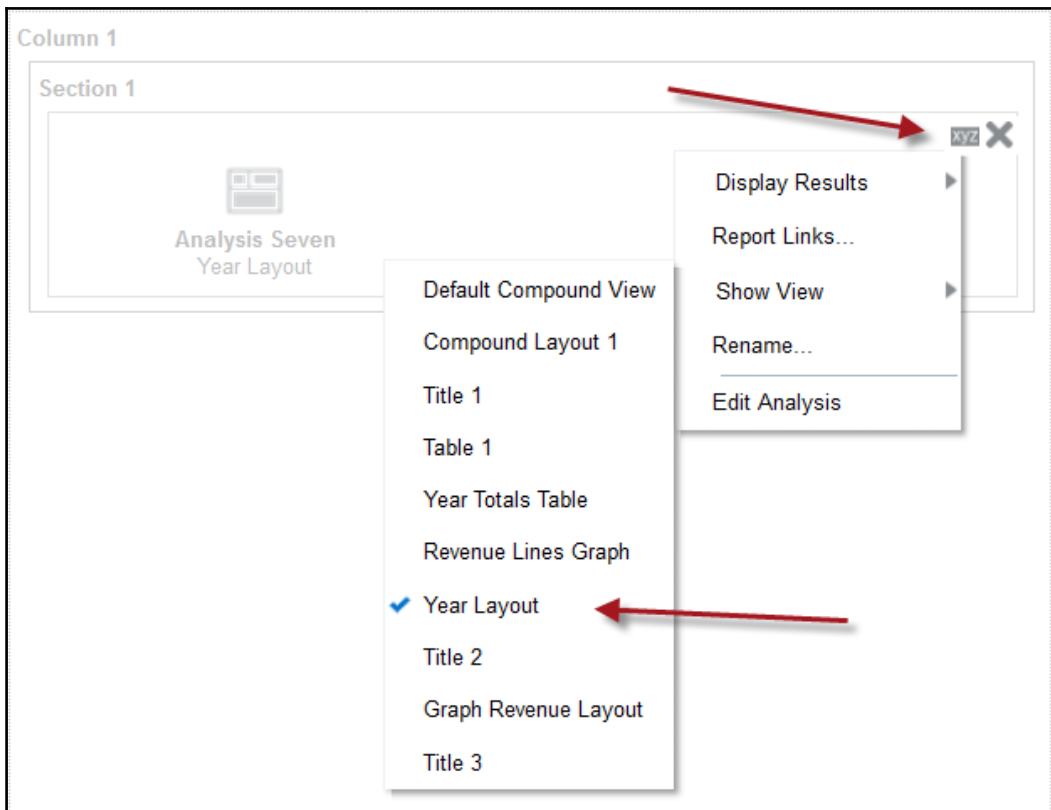 Column 1
Section 1
xyz
Analysis Seven
Year Layout
Display Results
Report Links...
Show View
Rename...
Edit Analysis
Default Compound View
Compound Layout 1
Title 1
Table 1
Year Totals Table
Revenue Lines Graph
Year Layout
Title 2
Graph Revenue Layout
Title 3